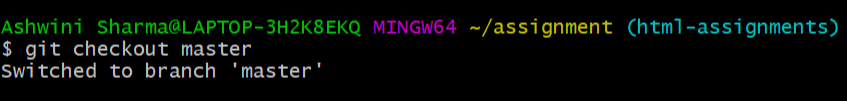 Ashwini Sharma@LAPTOP-3H2K8EKQ MINGW64 ~/assignment (html-assignments)
$ git checkout master
Switched to branch 'master'